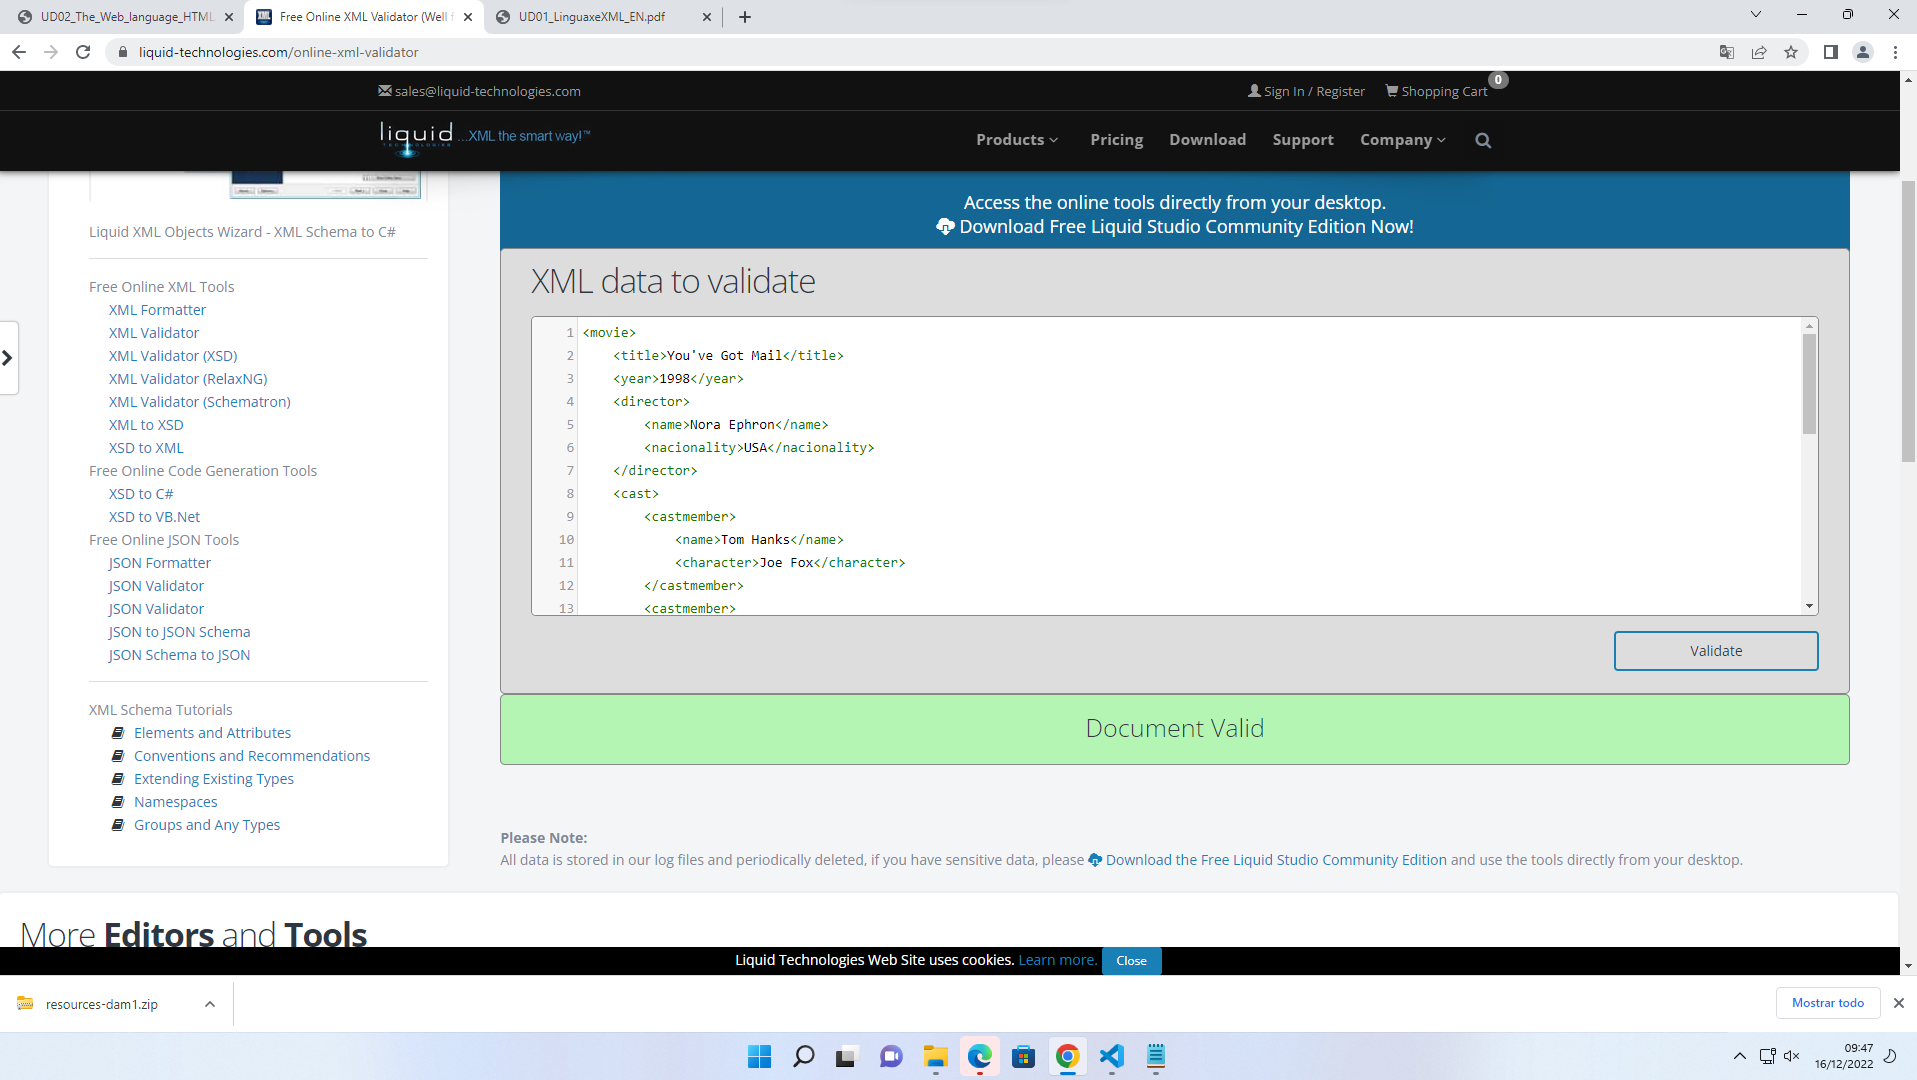 UD02_The_Web_language_HTML
Free Online XML Validator (Well f
UD01_LinguaxeXML_EN.pdf
liquid-technologies.com/online-xml-validator
sales@liquid-technologies.com
Sign In / Register
Shopping Cart
0
liquid
TECHNOLOGIES
...XML the smart way!™
Products
Pricing
Download
Support
Company
Liquid XML Objects Wizard - XML Schema to C#
Free Online XML Tools
XML Formatter
XML Validator
XML Validator (XSD)
XML Validator (RelaxNG)
XML Validator (Schematron)
XML to XSD
XSD to XML
Free Online Code Generation Tools
XSD to C#
XSD to VB.Net
Free Online JSON Tools
JSON Formatter
JSON Validator
JSON Validator
JSON to JSON Schema
JSON Schema to JSON
XML Schema Tutorials
Elements and Attributes
Conventions and Recommendations
Extending Existing Types
Namespaces
Groups and Any Types
Access the online tools directly from your desktop.
Download Free Liquid Studio Community Edition Now!
XML data to validate
1 <movie>
2 <title>You've Got Mail</title>
3 <year>1998</year>
4 <director>
5 <name>Nora Ephron</name>
6 <nacionality>USA</nacionality>
7 </director>
8 <cast>
9 <castmember>
10 <name>Tom Hanks</name>
11 <character>Joe Fox</character>
12 </castmember>
13 <castmember>
Validate
Document Valid
Please Note:
All data is stored in our log files and periodically deleted, if you have sensitive data, please Download the Free Liquid Studio Community Edition and use the tools directly from your desktop.
More Editors and Tools
Liquid Technologies Web Site uses cookies. Learn more. Close
resources-dam1.zip
Mostrar todo
09:47
16/12/2022